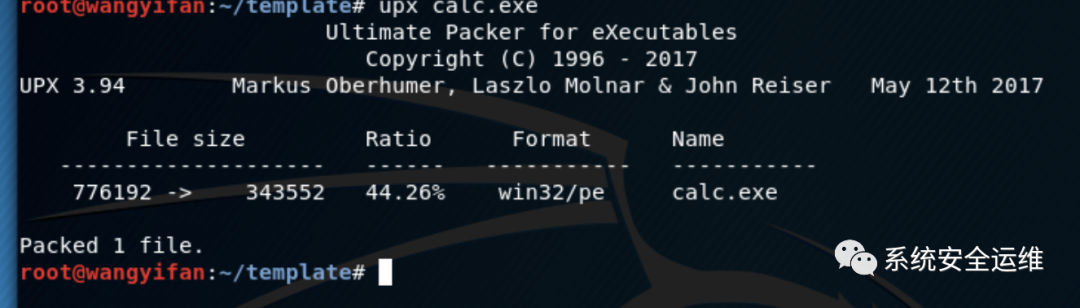 root@wangyifan:~/template# upx calc.exe
Ultimate Packer for eXecutables
Copyright (C) 1996 - 2017
UPX 3.94        Markus Oberhumer, Laszlo Molnar & John Reiser   May 12th 2017
File size         Ratio      Format      Name
--------------------   ------   -----------   -----------
776192 ->    343552   44.26%    win32/pe     calc.exe
Packed 1 file.
root@wangyifan:~/template#
系统安全运维